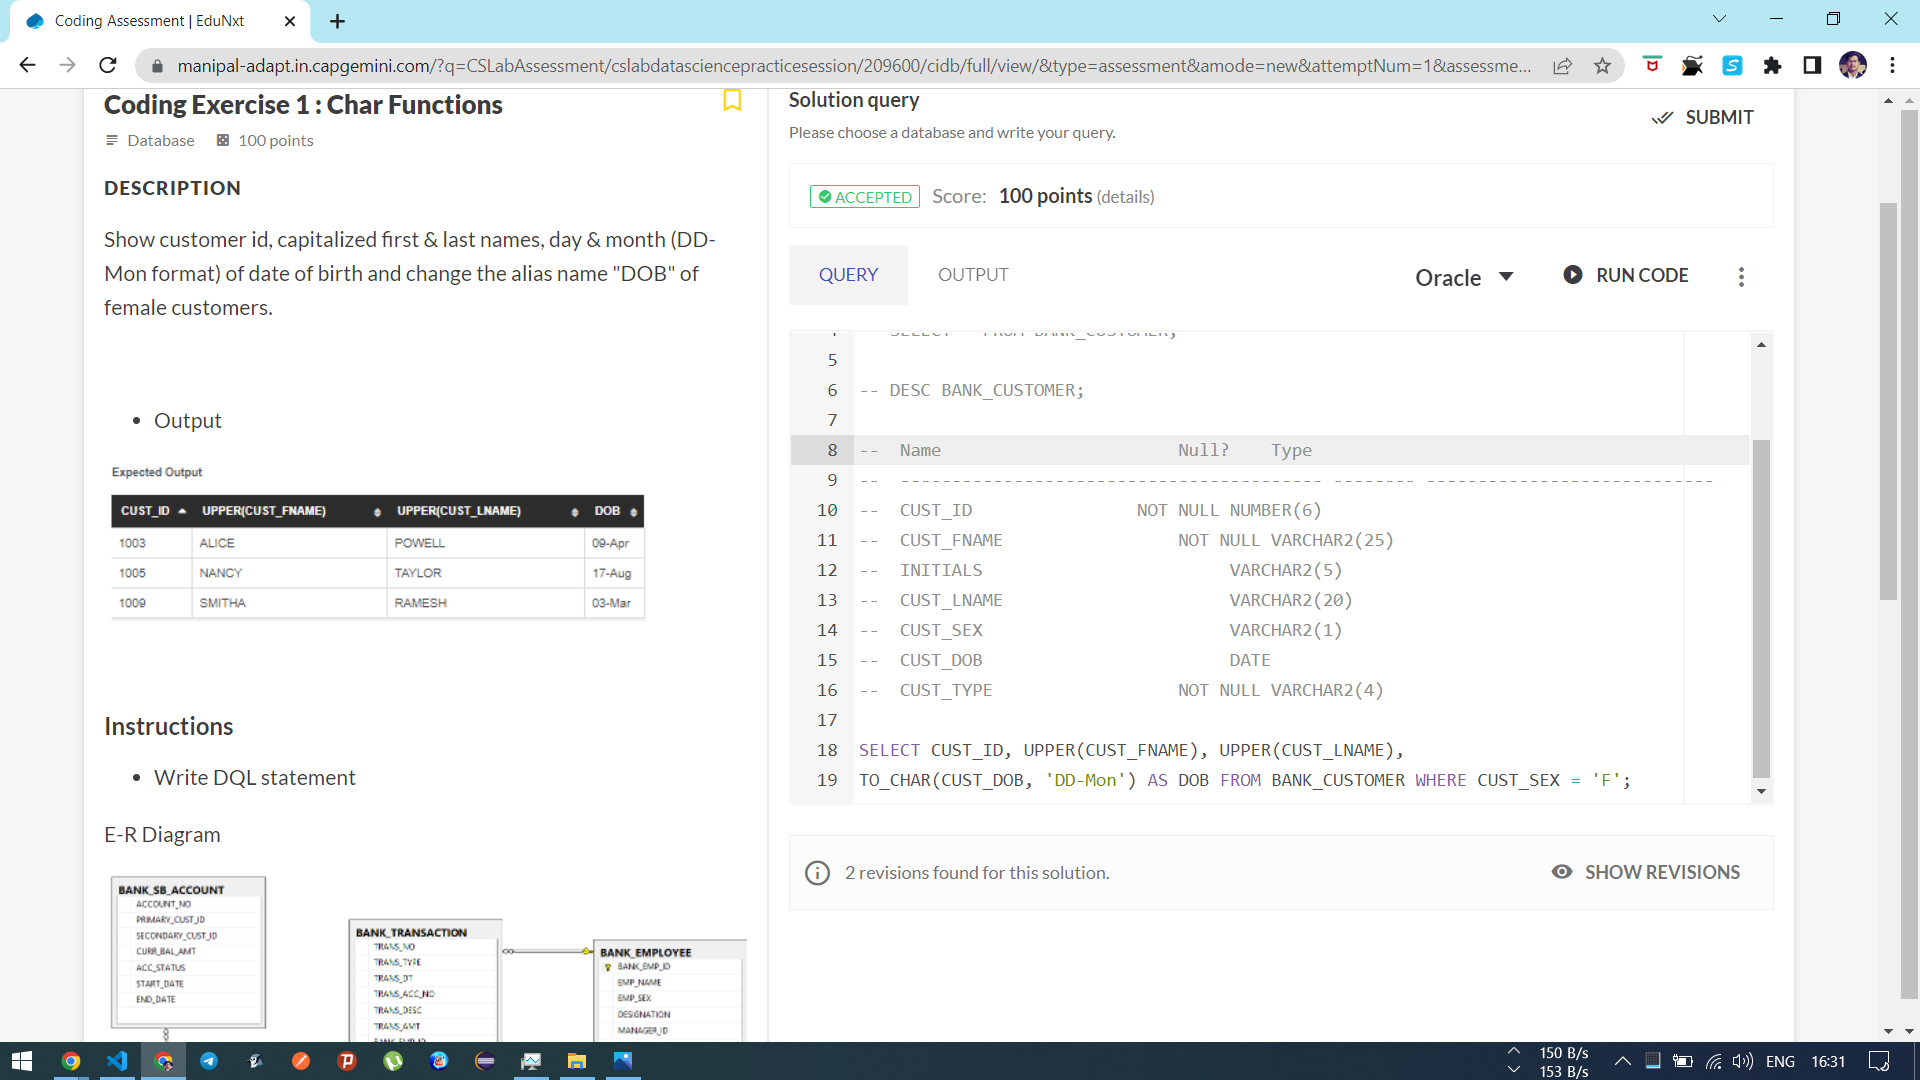 Coding Assessment | EduNxt
manipal-adapt.in.capgemini.com/?q=CSLabAssessment/cslabdatasciencepracticesession/209600/cidb/full/view/&type=assessment&amode=new&attemptNum=1&assessme...
Coding Exercise 1 : Char Functions
Database 100 points
DESCRIPTION
Show customer id, capitalized first & last names, day & month (DD-
Mon format) of date of birth and change the alias name "DOB" of
female customers.
Output
Expected Output
CUST_ID UPPER(CUST_FNAME) UPPER(CUST_LNAME) DOB
1003 ALICE POWELL 09-Apr
1005 NANCY TAYLOR 17-Aug
1009 SMITHA RAMESH 03-Mar
Instructions
Write DQL statement
E-R Diagram
BANK_SB_ACCOUNT
ACCOUNT_NO
PRIMARY_CUST_ID
SECONDARY_CUST_ID
CURR_BAL_AMT
ACC_STATUS
START_DATE
END_DATE
BANK_TRANSACTION
TRANS_NO
TRANS_TYPE
TRANS_DT
TRANS_ACC_NO
TRANS_DESC
TRANS_AMT
BANK_EMPLOYEE
BANK_EMP_ID
EMP_NAME
EMP_SEX
DESIGNATION
MANAGER_ID
Solution query
Please choose a database and write your query.
SUBMIT
ACCEPTED Score: 100 points (details)
QUERY OUTPUT Oracle RUN CODE
5
6 -- DESC BANK_CUSTOMER;
7
8 -- Name Null? Type
9 -- ----------------------------------------- -------- ----------------------------
10 -- CUST_ID NOT NULL NUMBER(6)
11 -- CUST_FNAME NOT NULL VARCHAR2(25)
12 -- INITIALS VARCHAR2(5)
13 -- CUST_LNAME VARCHAR2(20)
14 -- CUST_SEX VARCHAR2(1)
15 -- CUST_DOB DATE
16 -- CUST_TYPE NOT NULL VARCHAR2(4)
17
18 SELECT CUST_ID, UPPER(CUST_FNAME), UPPER(CUST_LNAME),
19 TO_CHAR(CUST_DOB, 'DD-Mon') AS DOB FROM BANK_CUSTOMER WHERE CUST_SEX = 'F';
2 revisions found for this solution. SHOW REVISIONS
150 B/s
153 B/s
ENG 16:31